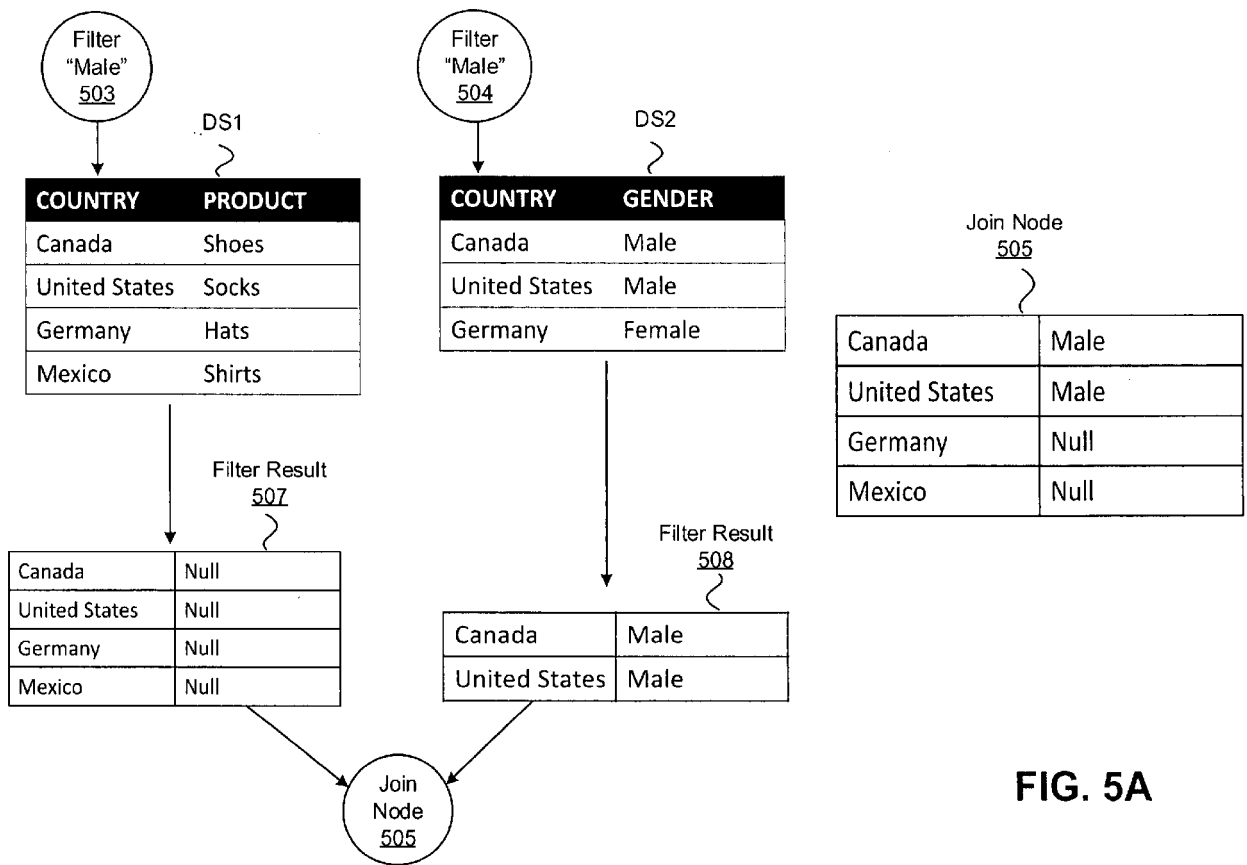 Filter
"Male"
503
Filter
"Male"
504
DS1
DS2
COUNTRY PRODUCT
Canada Shoes
United States Socks
Germany Hats
Mexico Shirts
COUNTRY GENDER
Canada Male
United States Male
Germany Female
Join Node
505
Canada Male
United States Male
Germany Null
Mexico Null
Filter Result
507
Canada Null
United States Null
Germany Null
Mexico Null
Filter Result
508
Canada Male
United States Male
Join
Node
505
FIG. 5A